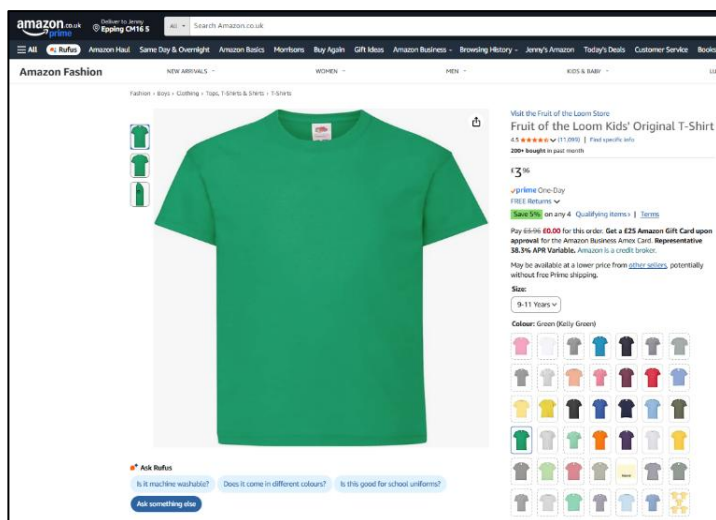 amazon.co.uk
prime
Deliver to Jenny
Epping CM16 5
All
Search Amazon.co.uk
All
Rufus
Amazon Haul
Same Day & Overnight
Amazon Basics
Morrisons
Buy Again
Gift Ideas
Amazon Business
Browsing History
Jenny's Amazon
Today's Deals
Customer Service
Books
Amazon Fashion
NEW ARRIVALS
WOMEN
MEN
KIDS & BABY
LU
Fashion › Boys › Clothing › Tops, T-Shirts & Shirts › T-Shirts
Visit the Fruit of the Loom Store
Fruit of the Loom Kids' Original T-Shirt
4.5
| Find specific info
200+ bought in past month
£3 96
prime One-Day
FREE Returns
Save 5% on any 4 Qualifying items | Terms
Pay £3.96 £0.00 for this order. Get a £25 Amazon Gift Card upon
approval for the Amazon Business Amex Card. Representative
38.3% APR Variable. Amazon is a credit broker.
May be available at a lower price from other sellers, potentially
without free Prime shipping.
Size:
9-11 Years
Colour: Green (Kelly Green)
Ask Rufus
Is it machine washable?
Does it come in different colours?
Is this good for school uniforms?
Ask something else